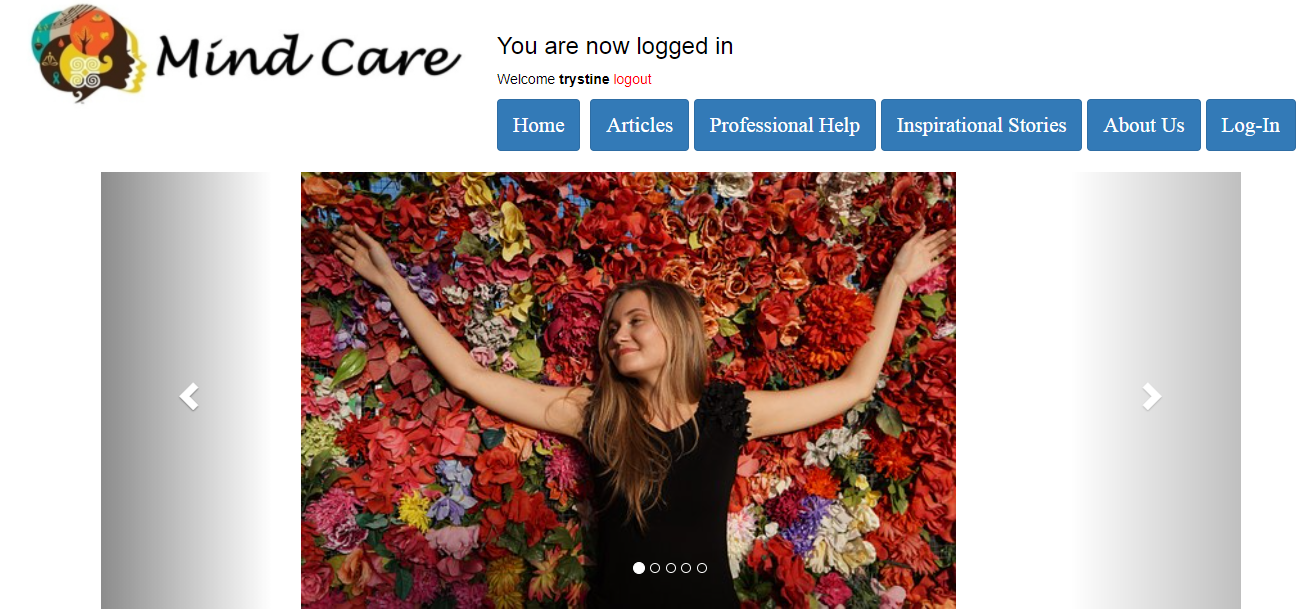 Mind Care
You are now logged in
Welcome trystine logout
Home Articles Professional Help Inspirational Stories About Us Log-In